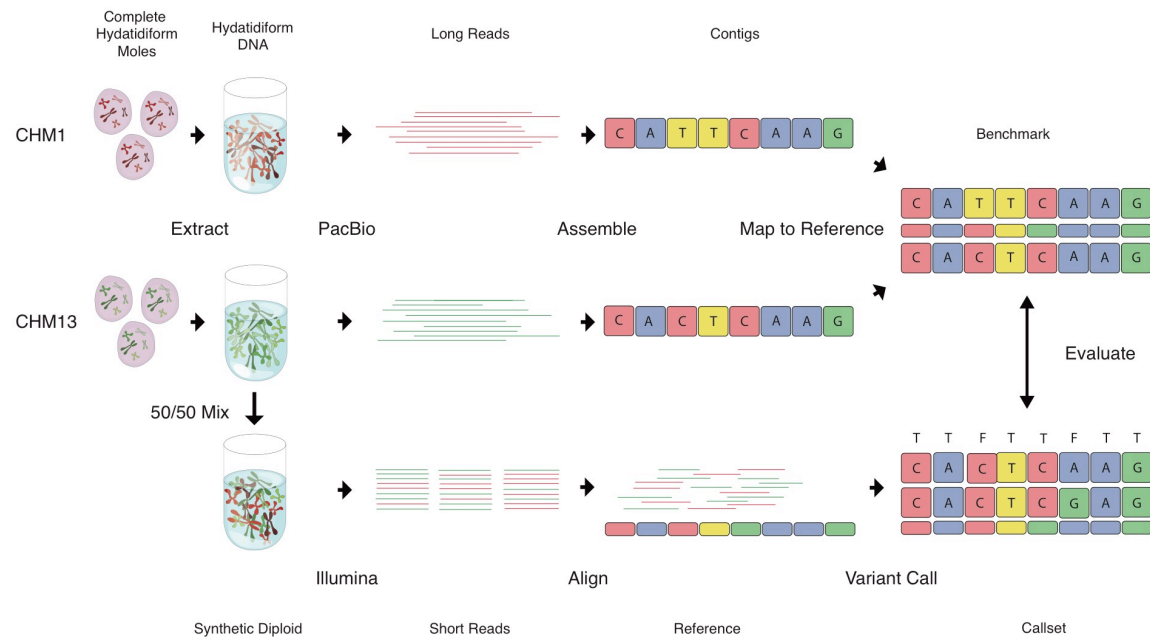 Complete
Hydatidiform
Moles
Hydatidiform
DNA
Long Reads
Contigs
CHM1
C A T T C A A G
Benchmark
C A T T C A A G
C A C T C A A G
Extract
PacBio
Assemble
Map to Reference
CHM13
C A C T C A A G
Evaluate
50/50 Mix
T T F T T F T T
C A C T C A A G
C A C T C G A G
Illumina
Align
Variant Call
Synthetic Diploid
Short Reads
Reference
Callset